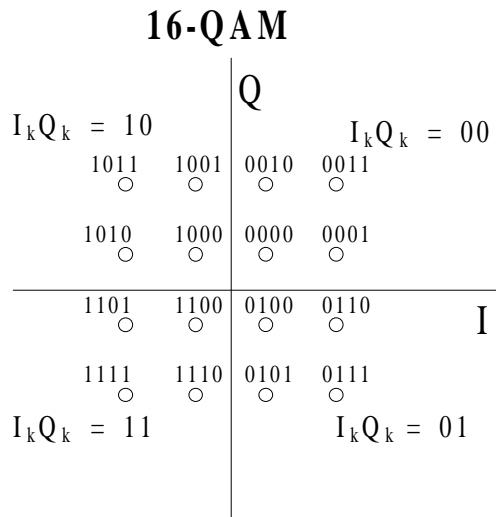 16-QAM
Q
IₖQₖ = 10
IₖQₖ = 00
1011 1001 0010 0011
1010 1000 0000 0001
1101 1100 0100 0110
I
1111 1110 0101 0111
IₖQₖ = 11
IₖQₖ = 01